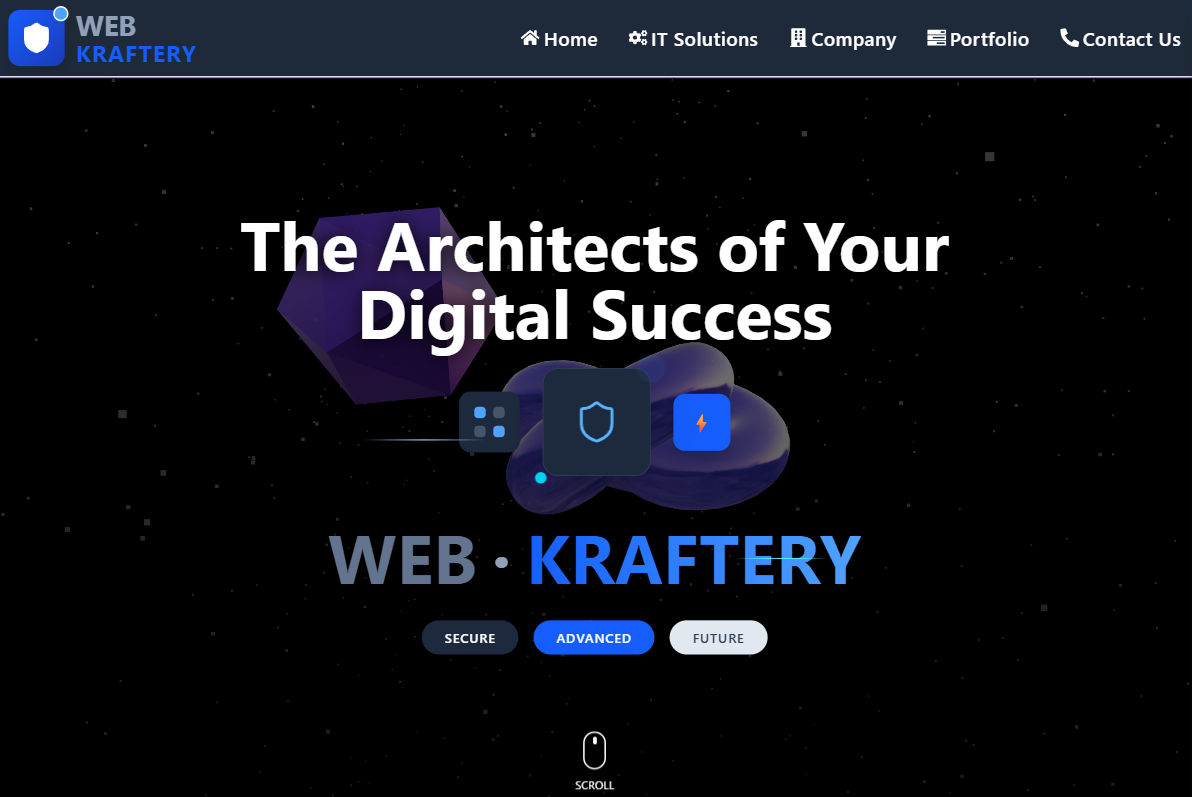 WEB
KRAFTERY
Home
IT Solutions
Company
Portfolio
Contact Us
The Architects of Your
Digital Success
WEB · KRAFTERY
SECURE
ADVANCED
FUTURE
SCROLL